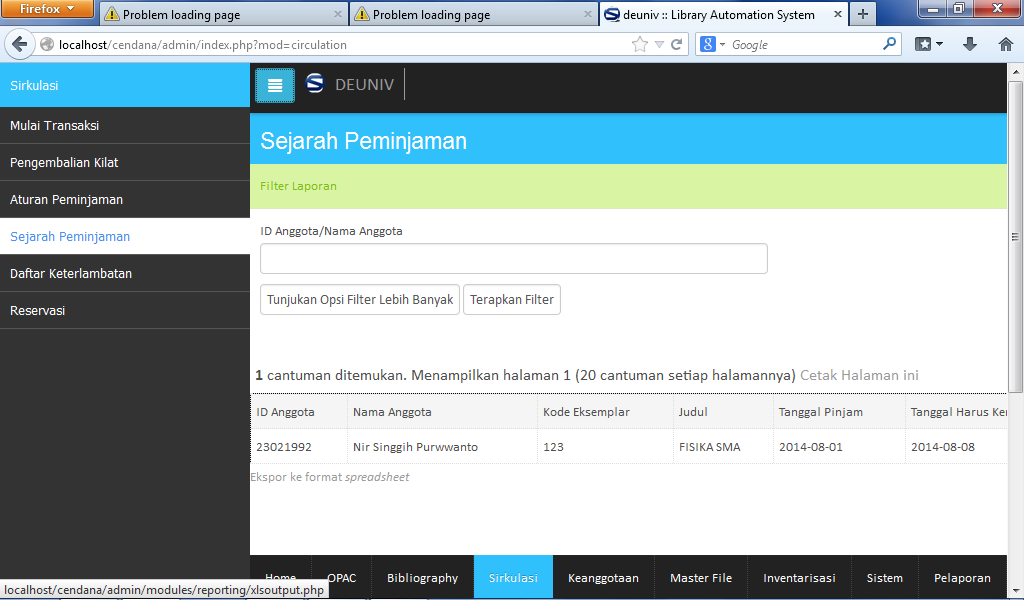 Firefox
Problem loading page
Problem loading page
deuniv :: Library Automation System
localhost/cendana/admin/index.php?mod=circulation
Google
Sirkulasi
DEUNIV
Mulai Transaksi
Pengembalian Kilat
Aturan Peminjaman
Sejarah Peminjaman
Daftar Keterlambatan
Reservasi
Sejarah Peminjaman
Filter Laporan
ID Anggota/Nama Anggota
Tunjukan Opsi Filter Lebih Banyak Terapkan Filter
1 cantuman ditemukan. Menampilkan halaman 1 (20 cantuman setiap halamannya) Cetak Halaman ini
ID Anggota Nama Anggota Kode Eksemplar Judul Tanggal Pinjam Tanggal Harus Ker
23021992 Nir Singgih Purwwanto 123 FISIKA SMA 2014-08-01 2014-08-08
Ekspor ke format spreadsheet
Home OPAC Bibliography Sirkulasi Keanggotaan Master File Inventarisasi Sistem Pelaporan
localhost/cendana/admin/modules/reporting/xlsoutput.php